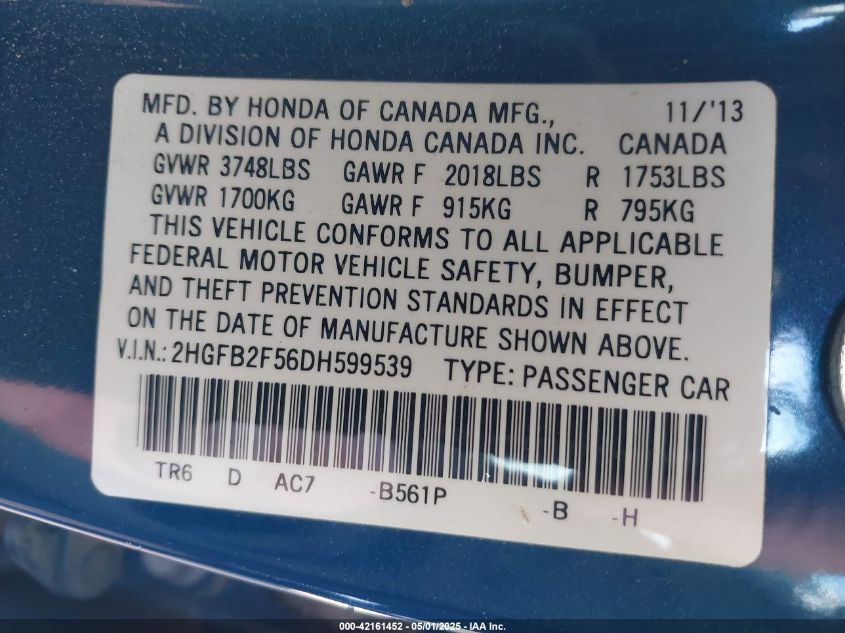 MFD. BY HONDA OF CANADA MFG., 11/'13
A DIVISION OF HONDA CANADA INC. CANADA
GVWR 3748LBS GAWR F 2018LBS R 1753LBS
GVWR 1700KG GAWR F 915KG R 795KG
THIS VEHICLE CONFORMS TO ALL APPLICABLE
FEDERAL MOTOR VEHICLE SAFETY, BUMPER,
AND THEFT PREVENTION STANDARDS IN EFFECT
ON THE DATE OF MANUFACTURE SHOWN ABOVE.
V.I.N.: 2HGFB2F56DH599539 TYPE: PASSENGER CAR
TR6 D AC7 -B561P -B -H
000-42161452 - 05/01/2025 - IAA Inc.